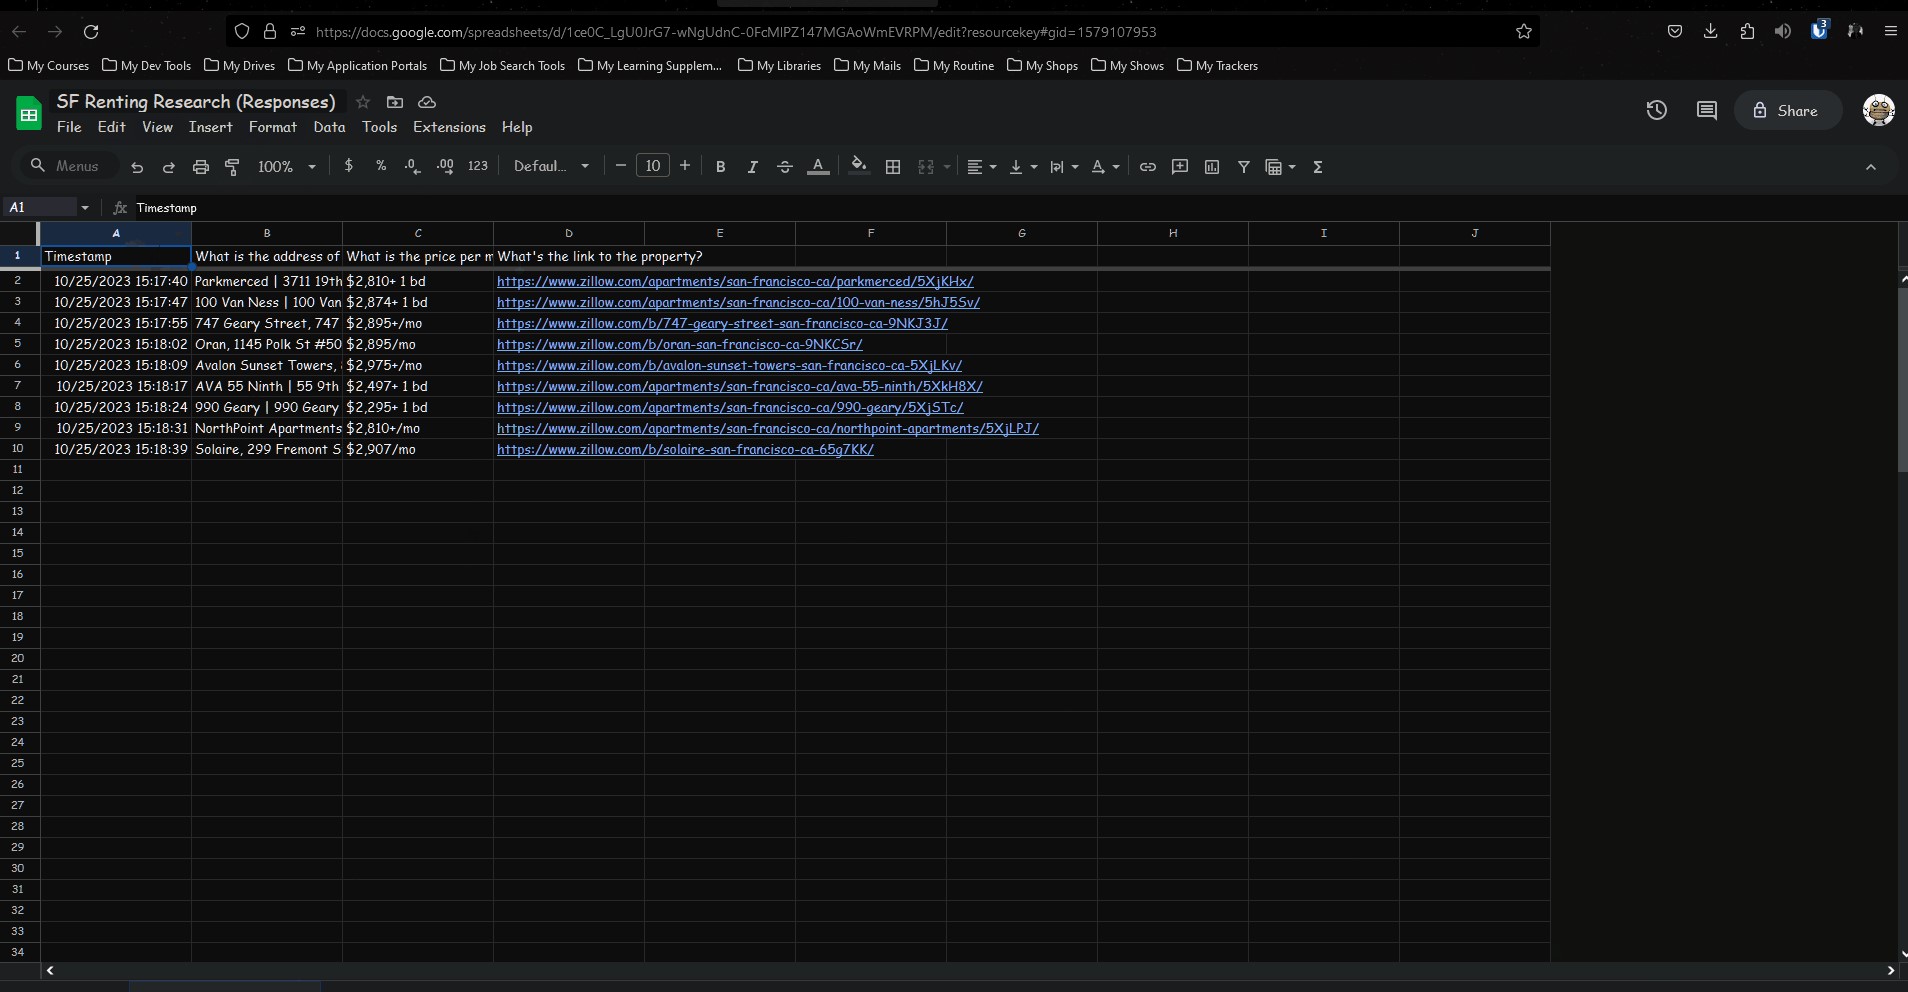 https://docs.google.com/spreadsheets/d/1ce0C_LgU0JrG7-wNgUdnC-0FcMlPZ147MGAoWmEVRPM/edit?resourcekey#gid=1579107953
3
My Courses My Dev Tools My Drives My Application Portals My Job Search Tools My Learning Supplem... My Libraries My Mails My Routine My Shops My Shows My Trackers
SF Renting Research (Responses)
Share
File Edit View Insert Format Data Tools Extensions Help
Menus 100% $ % .0 .00 123 Defaul... − 10 + B I S A Σ
A1 fx Timestamp
A B C D E F G H I J
1 Timestamp What is the address of What is the price per m What's the link to the property?
2 10/25/2023 15:17:40 Parkmerced | 3711 19th $2,810+ 1 bd https://www.zillow.com/apartments/san-francisco-ca/parkmerced/5XjKHx/
3 10/25/2023 15:17:47 100 Van Ness | 100 Van $2,874+ 1 bd https://www.zillow.com/apartments/san-francisco-ca/100-van-ness/5hJ5Sv/
4 10/25/2023 15:17:55 747 Geary Street, 747 $2,895+/mo https://www.zillow.com/b/747-geary-street-san-francisco-ca-9NKJ3J/
5 10/25/2023 15:18:02 Oran, 1145 Polk St #50 $2,895/mo https://www.zillow.com/b/oran-san-francisco-ca-9NKCSr/
6 10/25/2023 15:18:09 Avalon Sunset Towers, $2,975+/mo https://www.zillow.com/b/avalon-sunset-towers-san-francisco-ca-5XjLKv/
7 10/25/2023 15:18:17 AVA 55 Ninth | 55 9th $2,497+ 1 bd https://www.zillow.com/apartments/san-francisco-ca/ava-55-ninth/5XkH8X/
8 10/25/2023 15:18:24 990 Geary | 990 Geary $2,295+ 1 bd https://www.zillow.com/apartments/san-francisco-ca/990-geary/5XjSTc/
9 10/25/2023 15:18:31 NorthPoint Apartments $2,810+/mo https://www.zillow.com/apartments/san-francisco-ca/northpoint-apartments/5XjLPJ/
10 10/25/2023 15:18:39 Solaire, 299 Fremont S $2,907/mo https://www.zillow.com/b/solaire-san-francisco-ca-65g7KK/
11
12
13
14
15
16
17
18
19
20
21
22
23
24
25
26
27
28
29
30
31
32
33
34